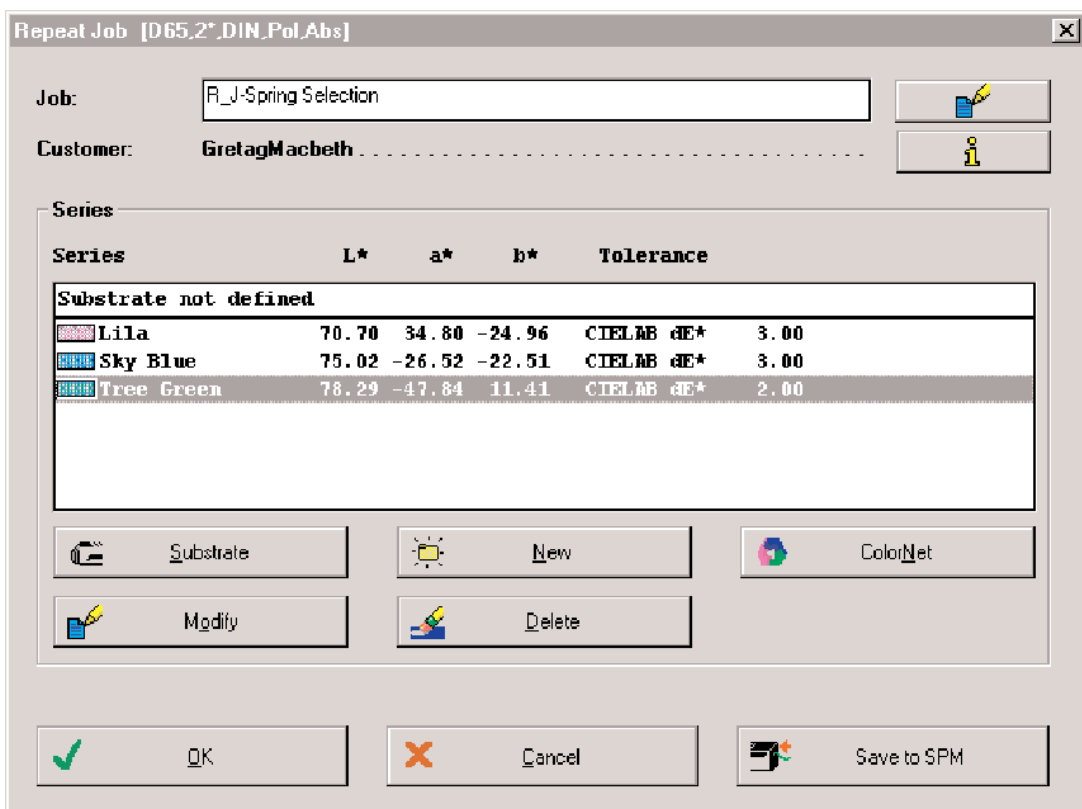 Repeat Job [D65,2*,DIN,Pol,Abs]
Job: R_J-Spring Selection
Customer: GretagMacbeth . . . . . . . . . . . . . . . . . . . . . . . . . . . . . . . . . . . . .
Series
Series L* a* b* Tolerance
Substrate not defined
Lila 70.70 34.80 -24.96 CIELAB dE* 3.00
Sky Blue 75.02 -26.52 -22.51 CIELAB dE* 3.00
Tree Green 78.29 -47.84 11.41 CIELAB dE* 2.00
Substrate New ColorNet
Modify Delete
OK Cancel Save to SPM